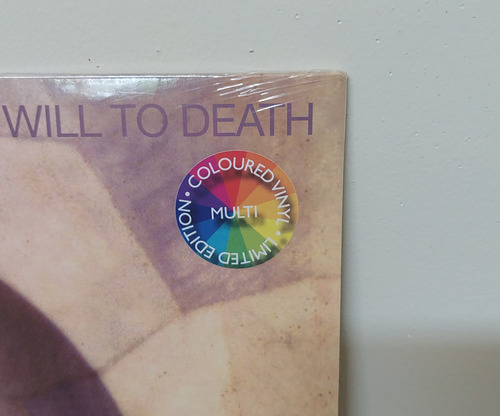 WILL TO DEATH
• COLOURED VINYL • LIMITED EDITION
MULTI